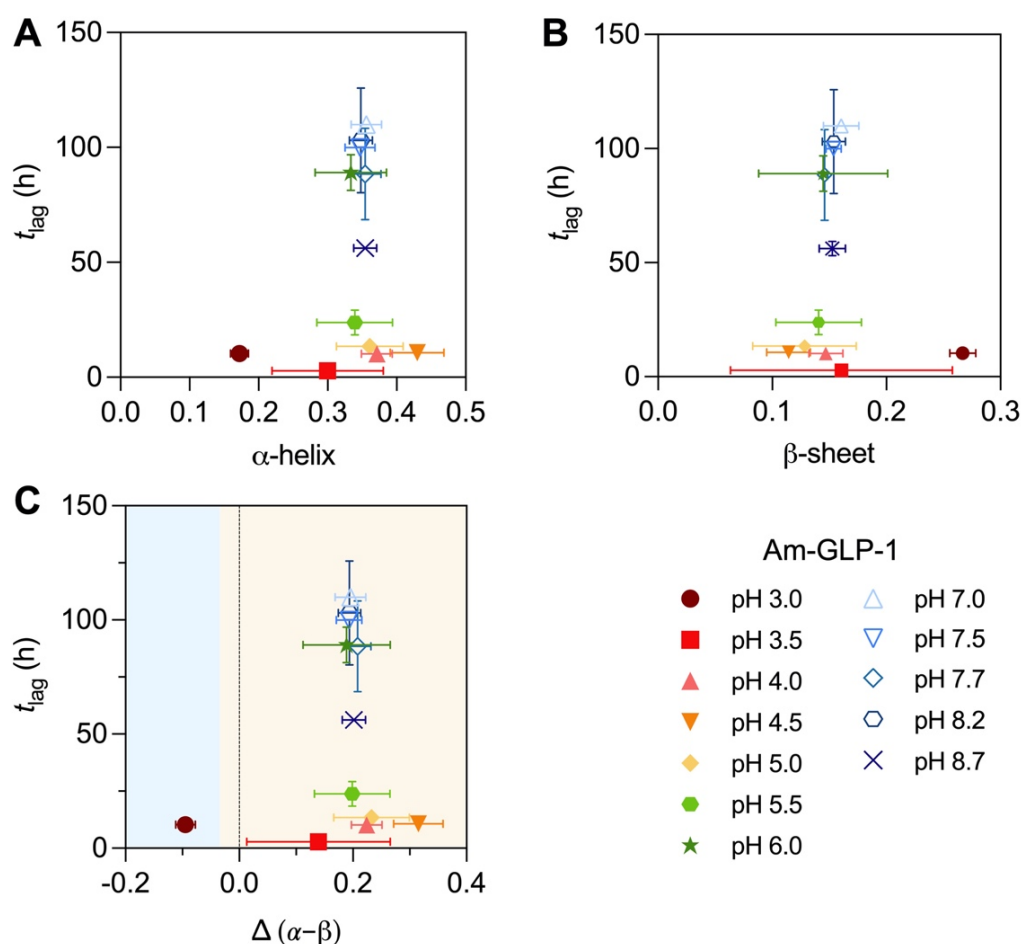 A
150
100
50
0
t_lag (h)
0.0 0.1 0.2 0.3 0.4 0.5
α-helix
B
150
100
50
0
t_lag (h)
0.0 0.1 0.2 0.3
β-sheet
C
150
100
50
0
t_lag (h)
-0.2 0.0 0.2 0.4
Δ (α−β)
Am-GLP-1
pH 3.0
pH 3.5
pH 4.0
pH 4.5
pH 5.0
pH 5.5
pH 6.0
pH 7.0
pH 7.5
pH 7.7
pH 8.2
pH 8.7